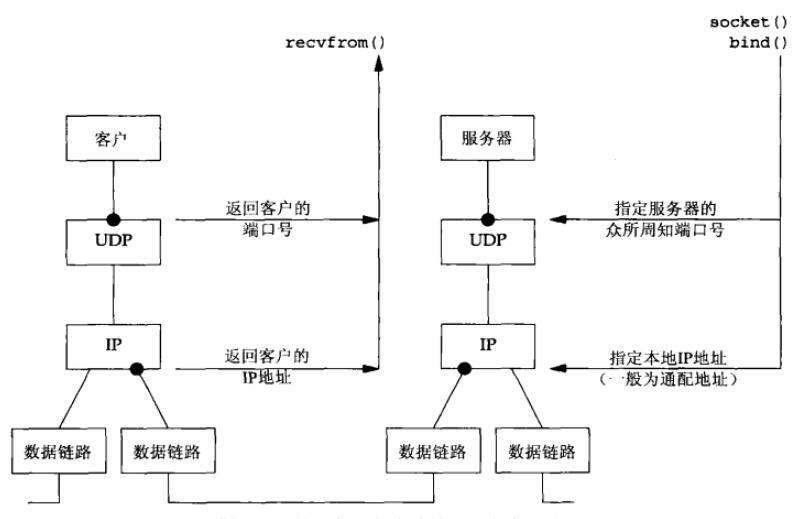 socket()
bind()
recvfrom()
客户
服务器
返回客户的
端口号
指定服务器的
众所周知端口号
UDP
UDP
IP
IP
返回客户的
IP地址
指定本地IP地址
(一般为通配地址)
数据链路
数据链路
数据链路
数据链路